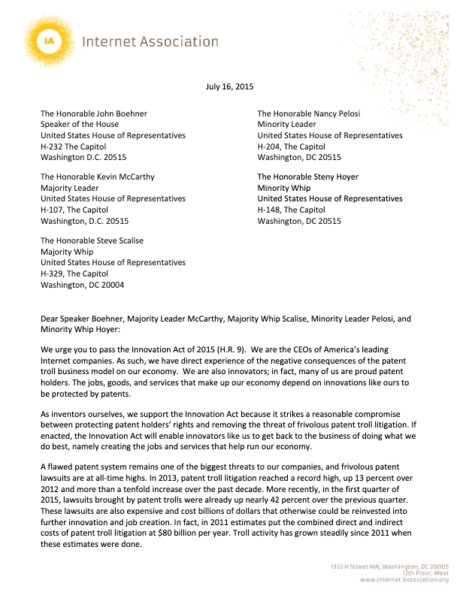 IA Internet Association
July 16, 2015
The Honorable John Boehner
Speaker of the House
United States House of Representatives
H-232 The Capitol
Washington D.C. 20515
The Honorable Nancy Pelosi
Minority Leader
United States House of Representatives
H-204, The Capitol
Washington, DC 20515
The Honorable Kevin McCarthy
Majority Leader
United States House of Representatives
H-107, The Capitol
Washington, D.C. 20515
The Honorable Steny Hoyer
Minority Whip
United States House of Representatives
H-148, The Capitol
Washington, DC 20515
The Honorable Steve Scalise
Majority Whip
United States House of Representatives
H-329, The Capitol
Washington, DC 20004
Dear Speaker Boehner, Majority Leader McCarthy, Majority Whip Scalise, Minority Leader Pelosi, and
Minority Whip Hoyer:
We urge you to pass the Innovation Act of 2015 (H.R. 9). We are the CEOs of America's leading
Internet companies. As such, we have direct experience of the negative consequences of the patent
troll business model on our economy. We are also innovators; in fact, many of us are proud patent
holders. The jobs, goods, and services that make up our economy depend on innovations like ours to
be protected by patents.
As inventors ourselves, we support the Innovation Act because it strikes a reasonable compromise
between protecting patent holders' rights and removing the threat of frivolous patent troll litigation. If
enacted, the Innovation Act will enable innovators like us to get back to the business of doing what we
do best, namely creating the jobs and services that help run our economy.
A flawed patent system remains one of the biggest threats to our companies, and frivolous patent
lawsuits are at all-time highs. In 2013, patent troll litigation reached a record high, up 13 percent over
2012 and more than a tenfold increase over the past decade. More recently, in the first quarter of
2015, lawsuits brought by patent trolls were already up nearly 42 percent over the previous quarter.
These lawsuits are also expensive and cost billions of dollars that otherwise could be reinvested into
further innovation and job creation. In fact, in 2011 estimates put the combined direct and indirect
costs of patent troll litigation at $80 billion per year. Troll activity has grown steadily since 2011 when
these estimates were done.
1333 H Street NW, Washington, DC 20005
12th Floor, West
www.internetassociation.org